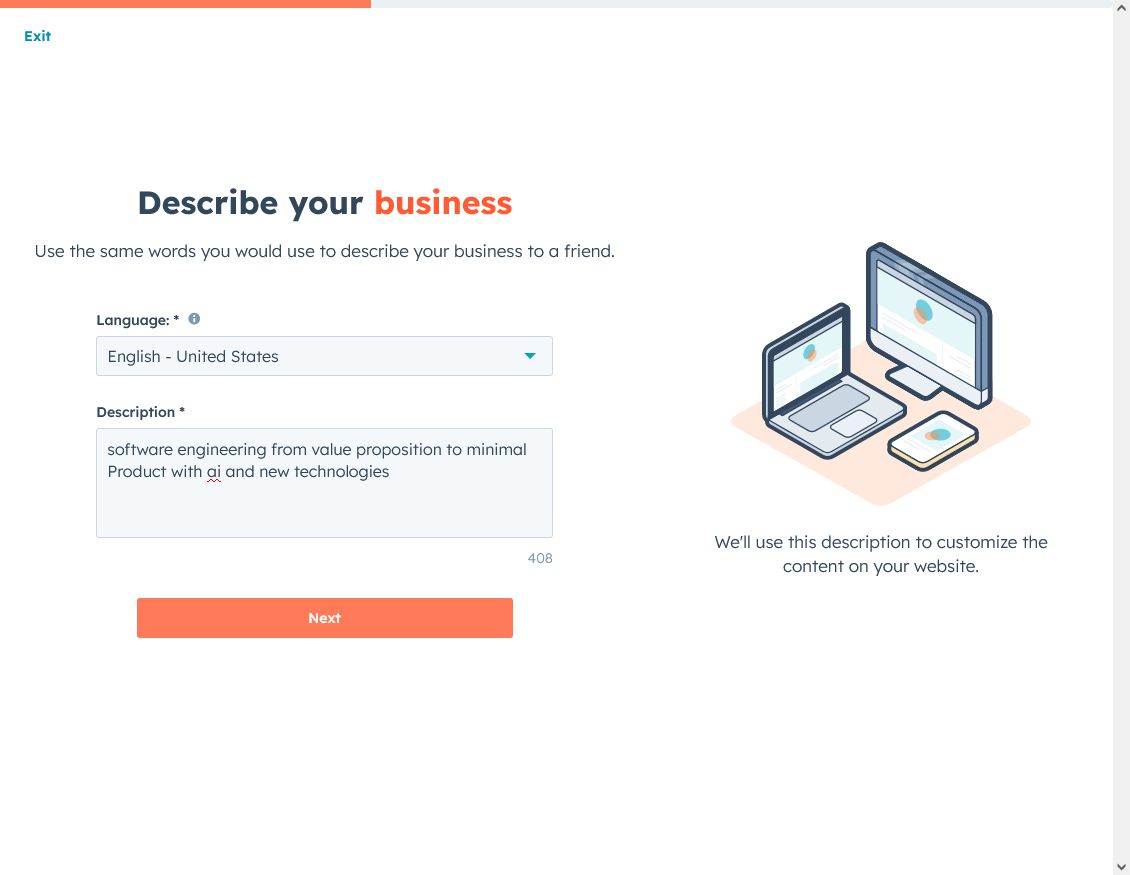 Exit
Describe your business
Use the same words you would use to describe your business to a friend.
Language: *
English - United States
Description *
software engineering from value proposition to minimal
Product with ai and new technologies
408
Next
We'll use this description to customize the
content on your website.